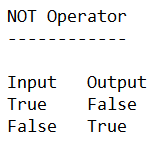 NOT Operator
------------
Input Output
True False
False True